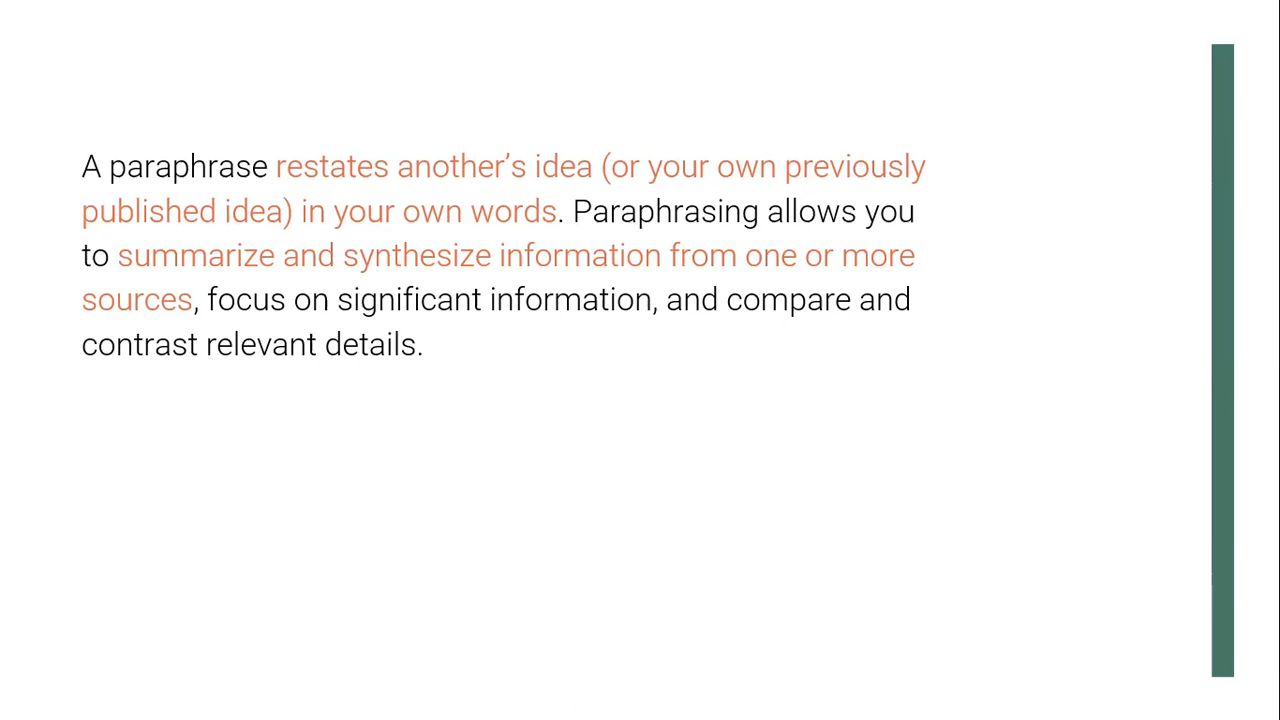 A paraphrase restates another’s idea (or your own previously
published idea) in your own words. Paraphrasing allows you
to summarize and synthesize information from one or more
sources, focus on significant information, and compare and
contrast relevant details.